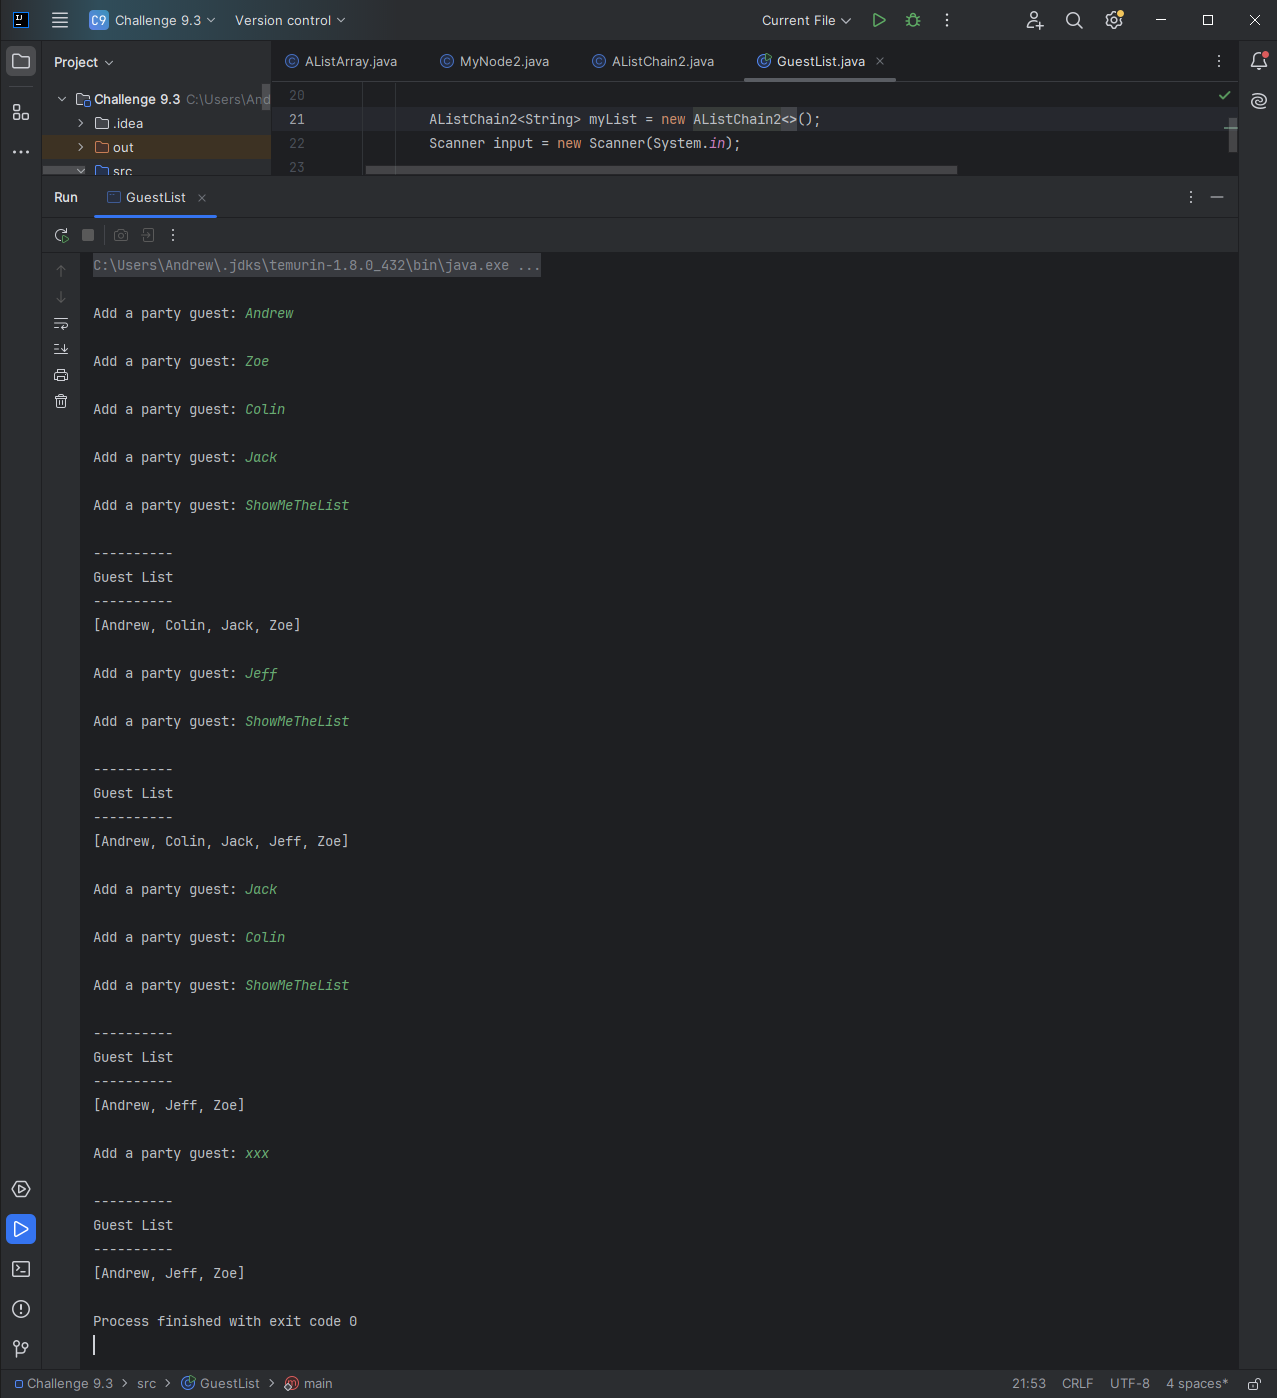 C9 Challenge 9.3 Version control Current File
Project
AListArray.java MyNode2.java AListChain2.java GuestList.java
Challenge 9.3 C:\Users\And
.idea
out
src
20
21 AListChain2<String> myList = new AListChain2<>();
22 Scanner input = new Scanner(System.in);
23
Run GuestList
C:\Users\Andrew\.jdks\temurin-1.8.0_432\bin\java.exe ...
Add a party guest: Andrew
Add a party guest: Zoe
Add a party guest: Colin
Add a party guest: Jack
Add a party guest: ShowMeTheList
----------
Guest List
----------
[Andrew, Colin, Jack, Zoe]
Add a party guest: Jeff
Add a party guest: ShowMeTheList
----------
Guest List
----------
[Andrew, Colin, Jack, Jeff, Zoe]
Add a party guest: Jack
Add a party guest: Colin
Add a party guest: ShowMeTheList
----------
Guest List
----------
[Andrew, Jeff, Zoe]
Add a party guest: xxx
----------
Guest List
----------
[Andrew, Jeff, Zoe]
Process finished with exit code 0
Challenge 9.3 > src > GuestList > main 21:53 CRLF UTF-8 4 spaces*